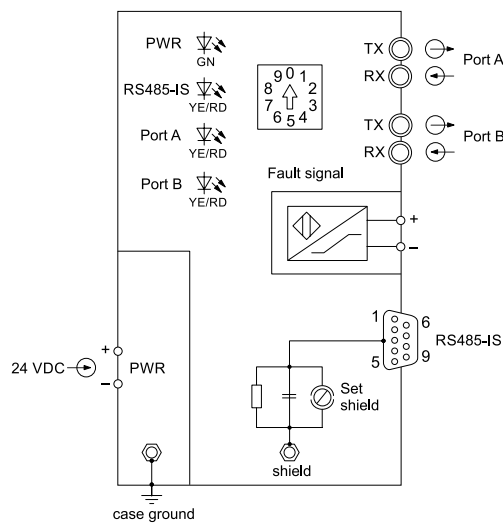 PWR
GN
RS485-IS
YE/RD
Port A
YE/RD
Port B
YE/RD
0
1
2
3
4
5
6
7
8
9
TX
RX
Port A
TX
RX
Port B
Fault signal
+
–
1
6
5
9
RS485-IS
24 VDC
+
–
PWR
Set
shield
shield
case ground